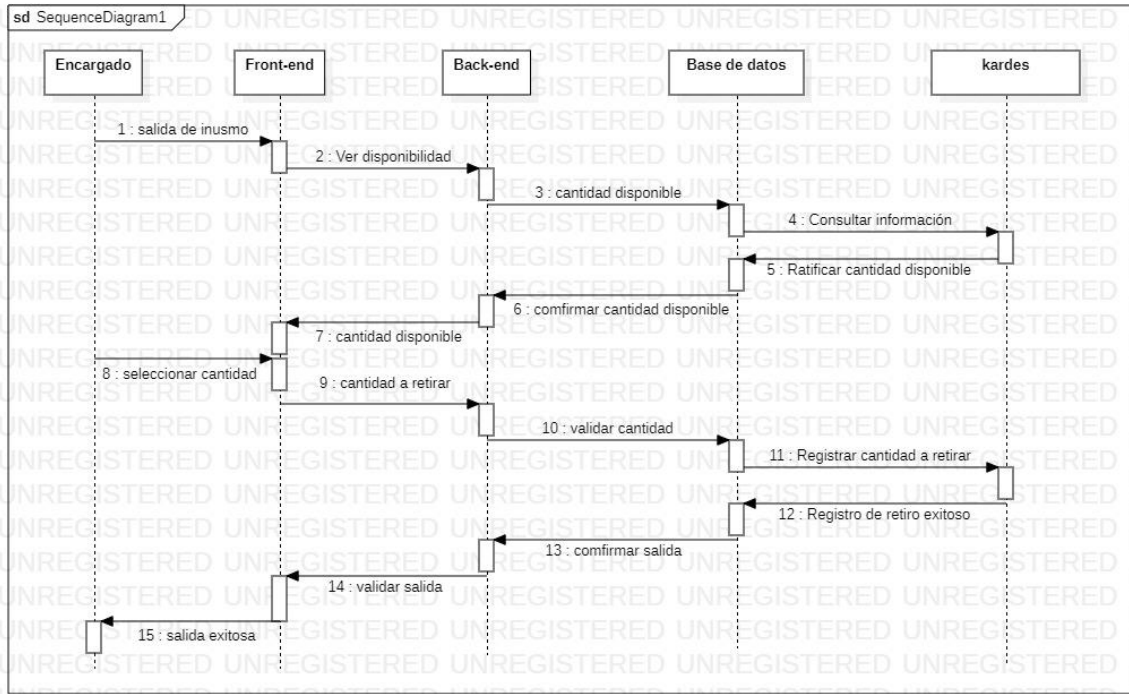 sd SequenceDiagram1
Encargado
Front-end
Back-end
Base de datos
kardes
1 : salida de inusmo
2 : Ver disponibilidad
3 : cantidad disponible
4 : Consultar información
5 : Ratificar cantidad disponible
6 : comfirmar cantidad disponible
7 : cantidad disponible
8 : seleccionar cantidad
9 : cantidad a retirar
10 : validar cantidad
11 : Registrar cantidad a retirar
12 : Registro de retiro exitoso
13 : comfirmar salida
14 : validar salida
15 : salida exitosa
UNREGISTERED